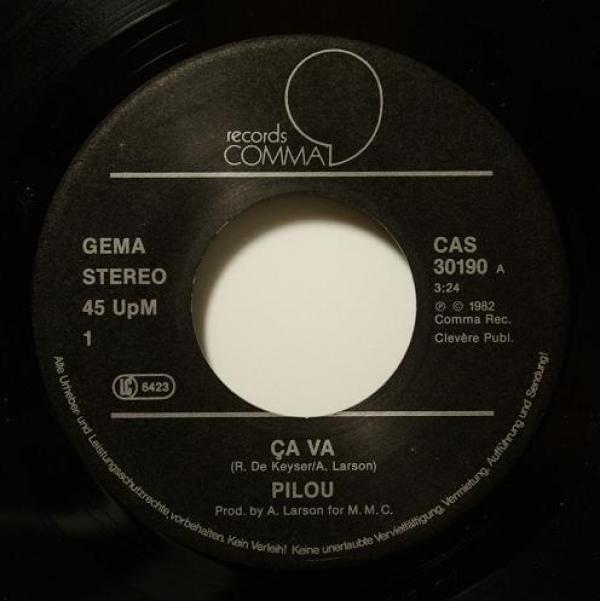 records
COMMA
GEMA
STEREO
45 UpM
1
LC 6423
CAS
30190 A
3:24
℗ © 1982
Comma Rec.
Clevère Publ.
ÇA VA
(R. De Keyser/A. Larson)
PILOU
Prod. by A. Larson for M. M. C.
Alle Urheber- und Leistungsschutzrechte vorbehalten. Kein Verleih! Keine unerlaubte Vervielfältigung, Vermietung, Aufführung und Sendung!